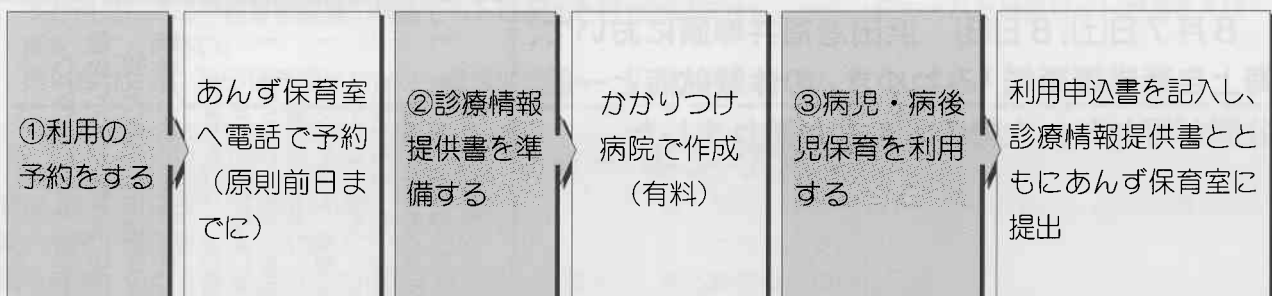 ①利用の
予約をする
あんず保育室
へ電話で予約
（原則前日ま
でに）
②診療情報
提供書を準
備する
かかりつけ
病院で作成
（有料）
③病児・病後
児保育を利用
する
利用申込書を記入し、
診療情報提供書とと
もにあんず保育室に
提出